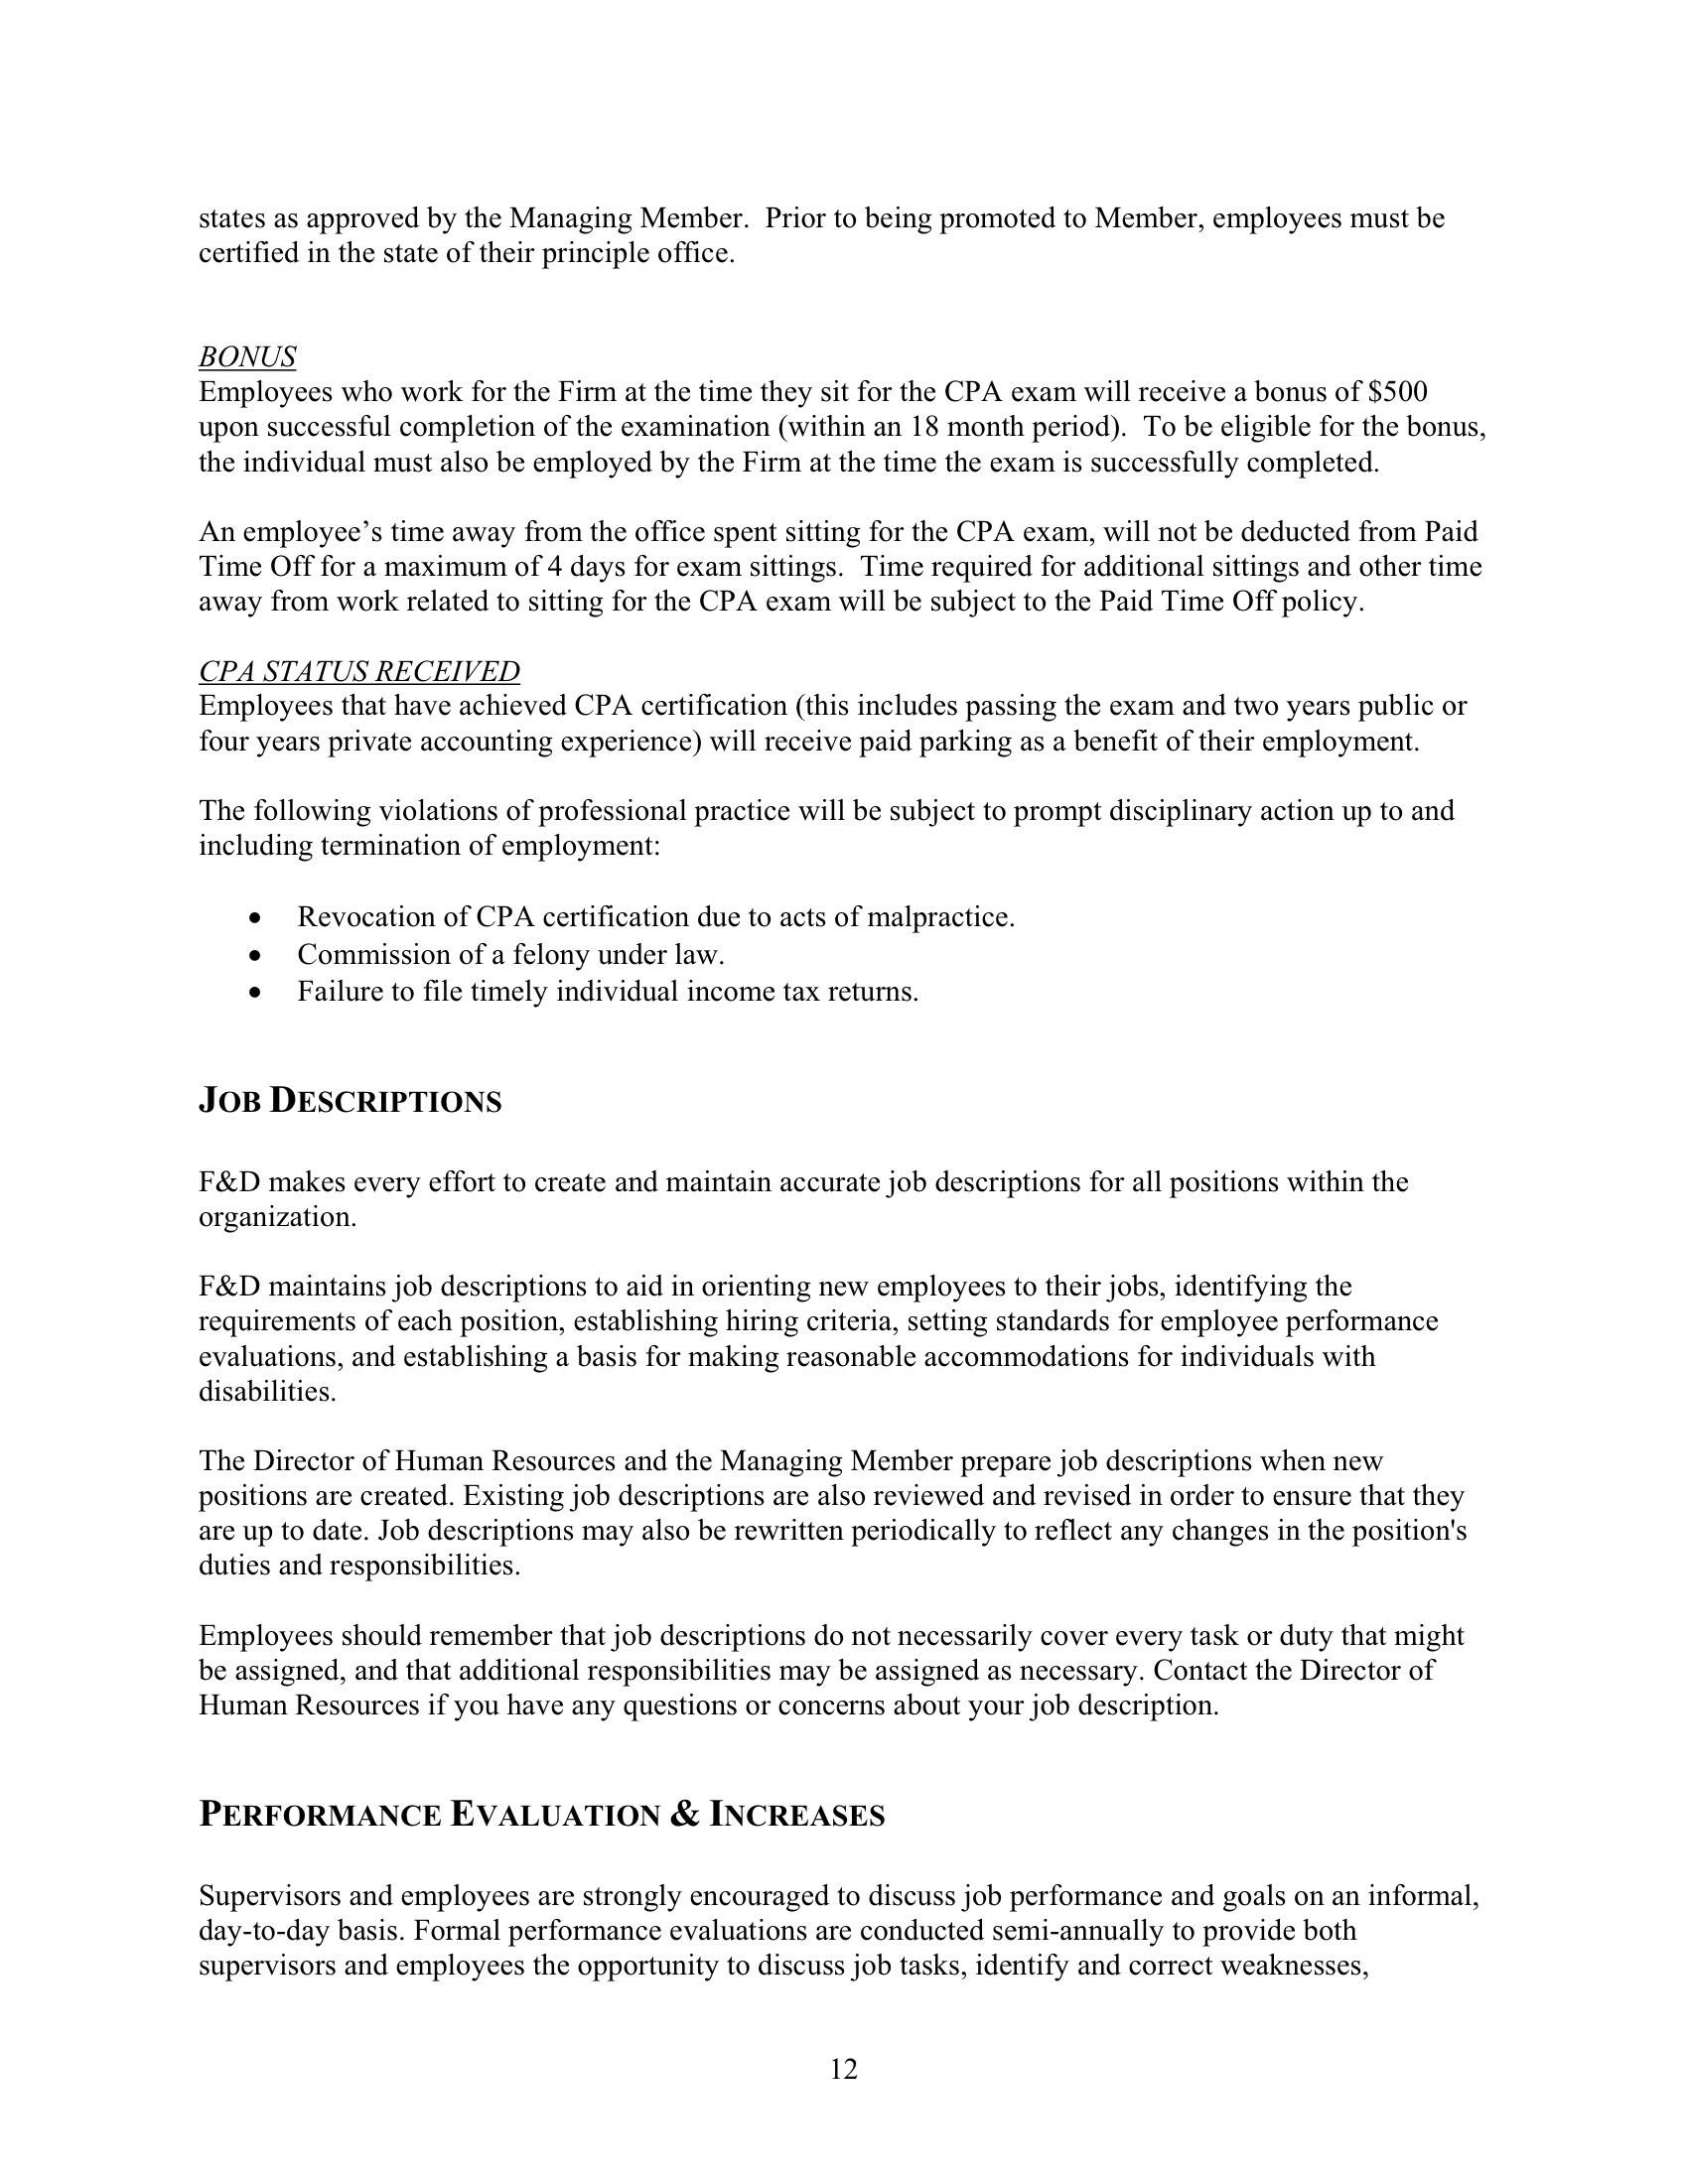 states as approved by the Managing Member.  Prior to being promoted to Member, employees must be
certified in the state of their principle office.
BONUS
Employees who work for the Firm at the time they sit for the CPA exam will receive a bonus of $500
upon successful completion of the examination (within an 18 month period).  To be eligible for the bonus,
the individual must also be employed by the Firm at the time the exam is successfully completed.
An employee’s time away from the office spent sitting for the CPA exam, will not be deducted from Paid
Time Off for a maximum of 4 days for exam sittings.  Time required for additional sittings and other time
away from work related to sitting for the CPA exam will be subject to the Paid Time Off policy.
CPA STATUS RECEIVED
Employees that have achieved CPA certification (this includes passing the exam and two years public or
four years private accounting experience) will receive paid parking as a benefit of their employment.
The following violations of professional practice will be subject to prompt disciplinary action up to and
including termination of employment:
• Revocation of CPA certification due to acts of malpractice.
• Commission of a felony under law.
• Failure to file timely individual income tax returns.
JOB DESCRIPTIONS
F&D makes every effort to create and maintain accurate job descriptions for all positions within the
organization.
F&D maintains job descriptions to aid in orienting new employees to their jobs, identifying the
requirements of each position, establishing hiring criteria, setting standards for employee performance
evaluations, and establishing a basis for making reasonable accommodations for individuals with
disabilities.
The Director of Human Resources and the Managing Member prepare job descriptions when new
positions are created. Existing job descriptions are also reviewed and revised in order to ensure that they
are up to date. Job descriptions may also be rewritten periodically to reflect any changes in the position's
duties and responsibilities.
Employees should remember that job descriptions do not necessarily cover every task or duty that might
be assigned, and that additional responsibilities may be assigned as necessary. Contact the Director of
Human Resources if you have any questions or concerns about your job description.
PERFORMANCE EVALUATION & INCREASES
Supervisors and employees are strongly encouraged to discuss job performance and goals on an informal,
day-to-day basis. Formal performance evaluations are conducted semi-annually to provide both
supervisors and employees the opportunity to discuss job tasks, identify and correct weaknesses,
12